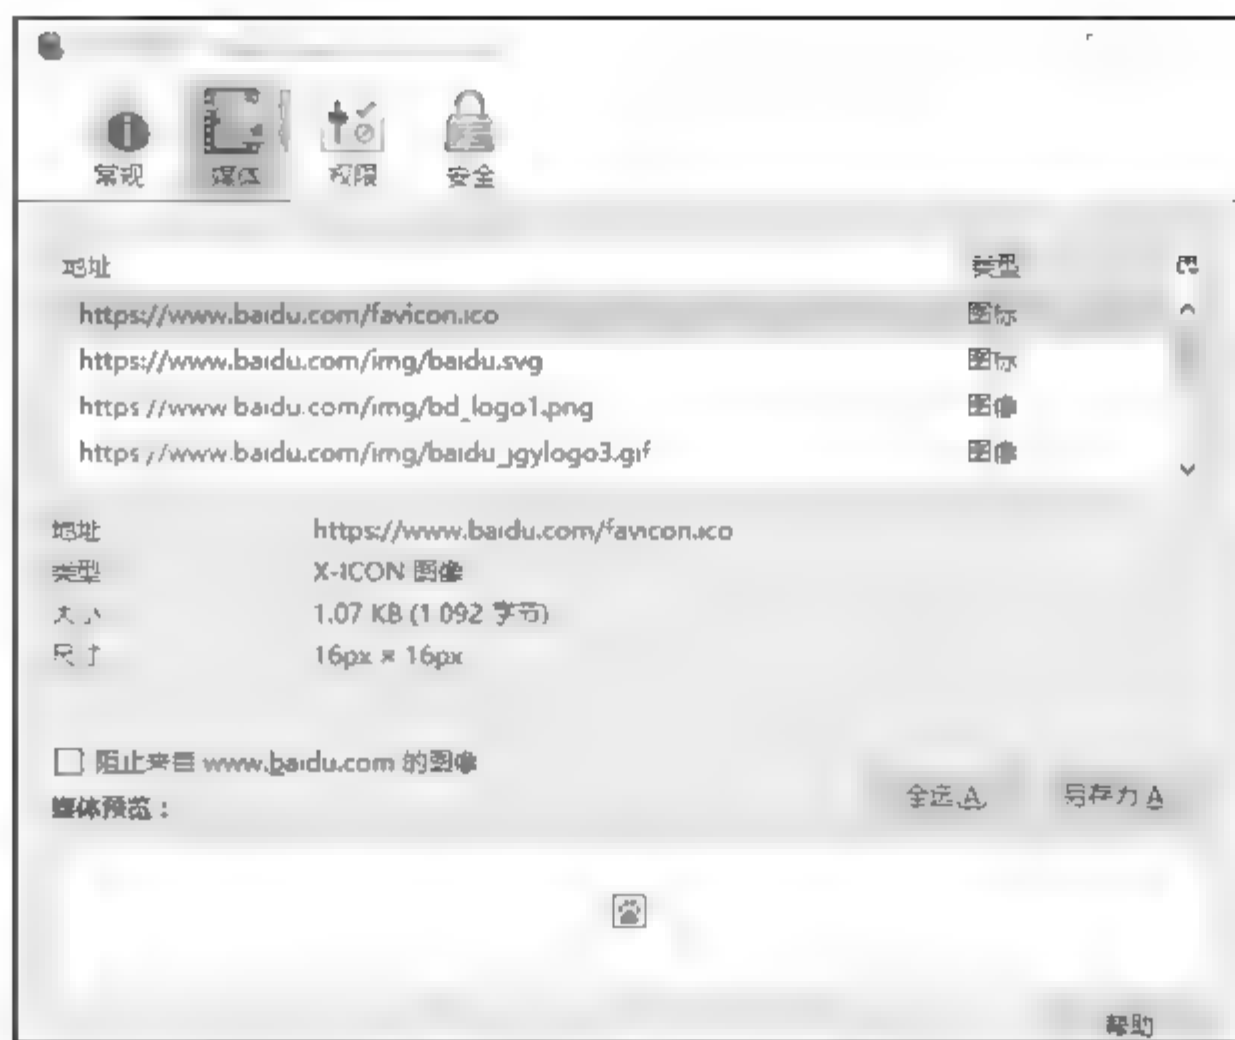 常规 媒体 权限 安全
地址 类型
https://www.baidu.com/favicon.ico 图标
https://www.baidu.com/img/baidu.svg 图标
https://www.baidu.com/img/bd_logo1.png 图像
https://www.baidu.com/img/baidu_jgylogo3.gif 图像
地址 https://www.baidu.com/favicon.ico
类型 X-ICON 图像
大小 1.07 KB (1,092 字节)
尺寸 16px × 16px
阻止来自 www.baidu.com 的图像
媒体预览： 全选 A 另存为 A
帮助